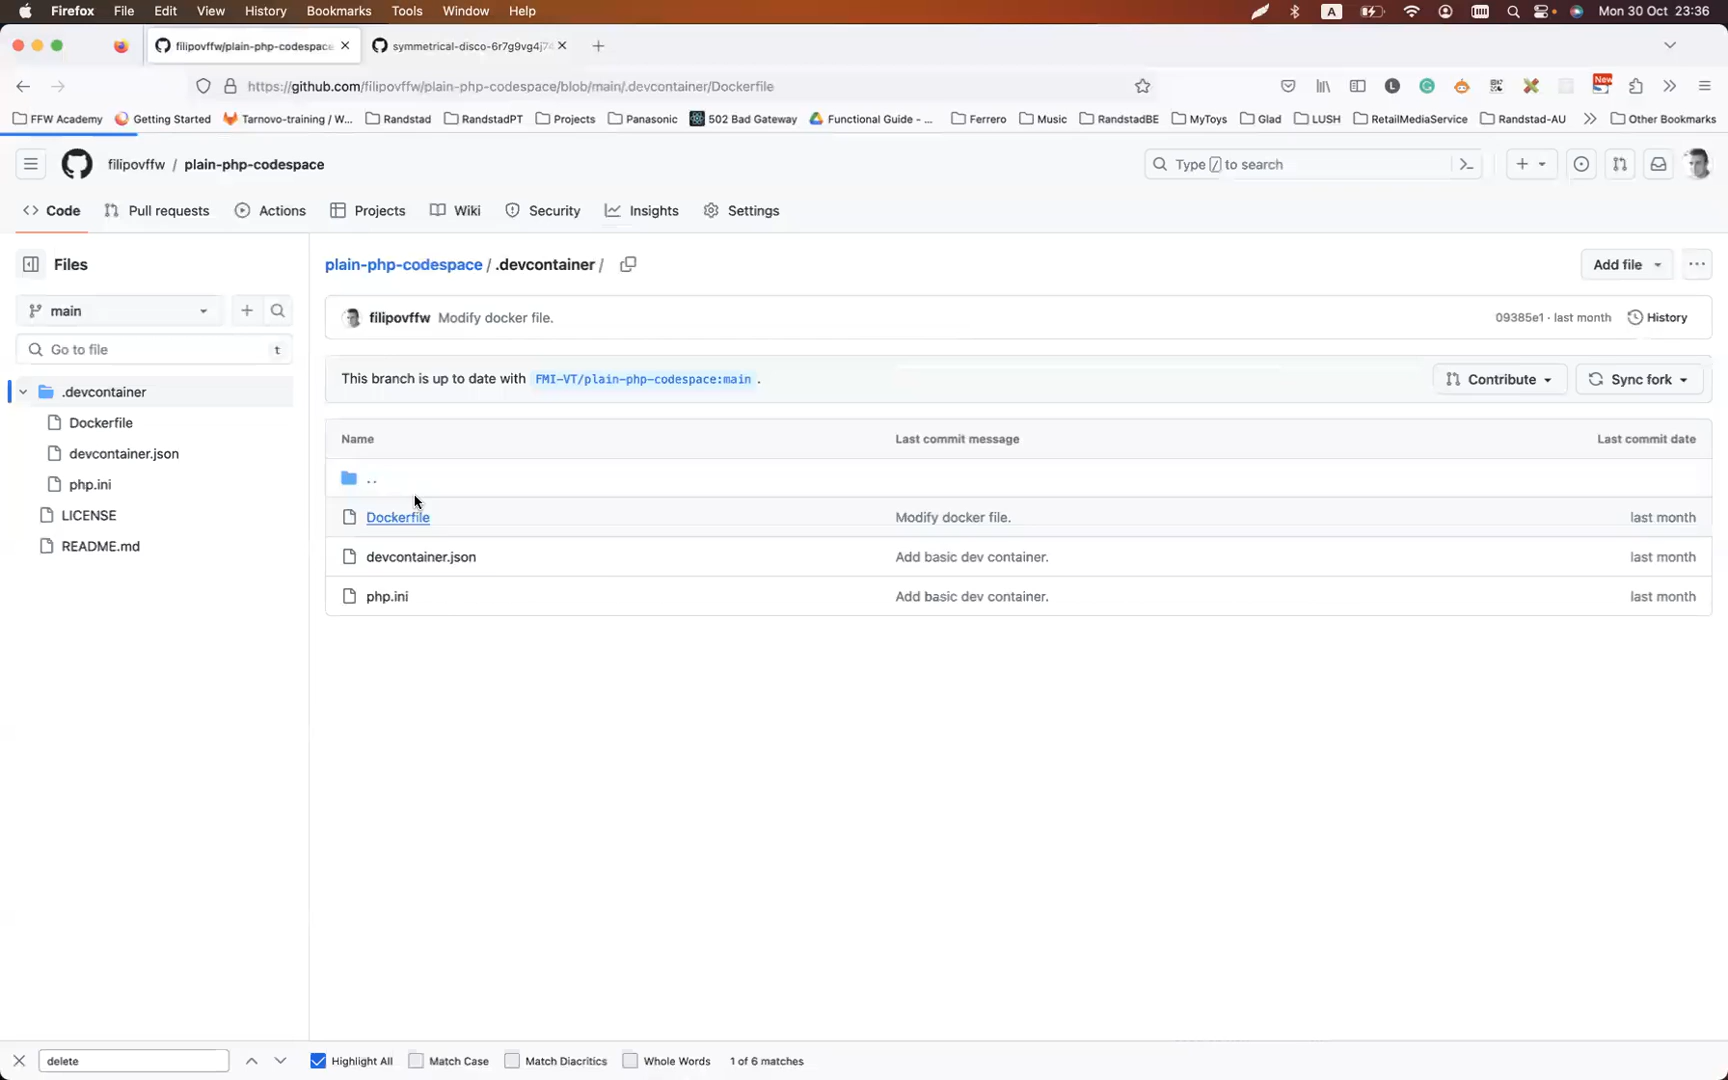 Firefox File Edit View History Bookmarks Tools Window Help A Mon 30 Oct 23:36
filipovffw/plain-php-codespace symmetrical-disco-6r7g9vg4j7
https://github.com/filipovffw/plain-php-codespace/blob/main/.devcontainer/Dockerfile L New
FFW Academy Getting Started Tarnovo-training / W... Randstad RandstadPT Projects Panasonic 502 Bad Gateway Functional Guide - ... Ferrero Music RandstadBE MyToys Glad LUSH RetailMediaService Randstad-AU Other Bookmarks
filipovffw / plain-php-codespace Type / to search
Code Pull requests Actions Projects Wiki Security Insights Settings
Files plain-php-codespace / .devcontainer / Add file
main filipovffw Modify docker file. 09385e1 · last month History
Go to file t
This branch is up to date with FMI-VT/plain-php-codespace:main . Contribute Sync fork
.devcontainer
Dockerfile
devcontainer.json
php.ini
LICENSE
README.md
Name Last commit message Last commit date
..
Dockerfile Modify docker file. last month
devcontainer.json Add basic dev container. last month
php.ini Add basic dev container. last month
delete Highlight All Match Case Match Diacritics Whole Words 1 of 6 matches